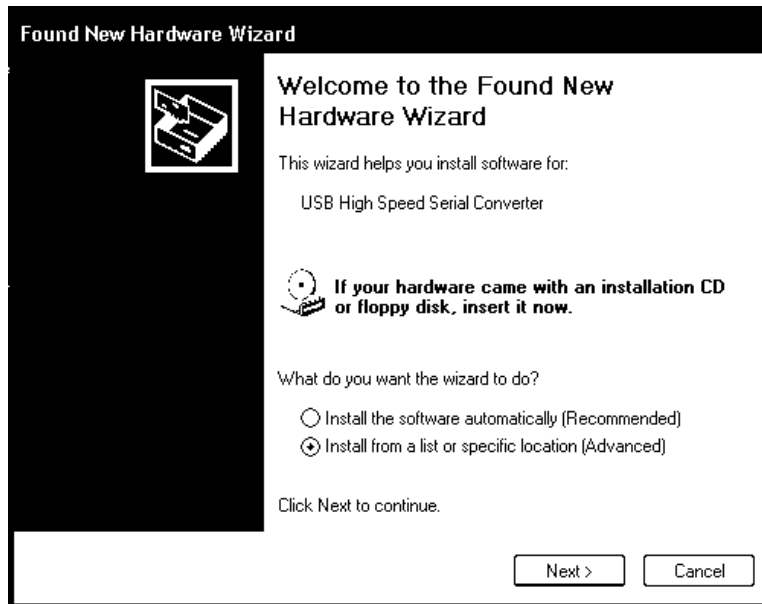 Found New Hardware Wizard
Welcome to the Found New
Hardware Wizard
This wizard helps you install software for:
USB High Speed Serial Converter
If your hardware came with an installation CD
or floppy disk, insert it now.
What do you want the wizard to do?
Install the software automatically (Recommended)
Install from a list or specific location (Advanced)
Click Next to continue.
Next >
Cancel